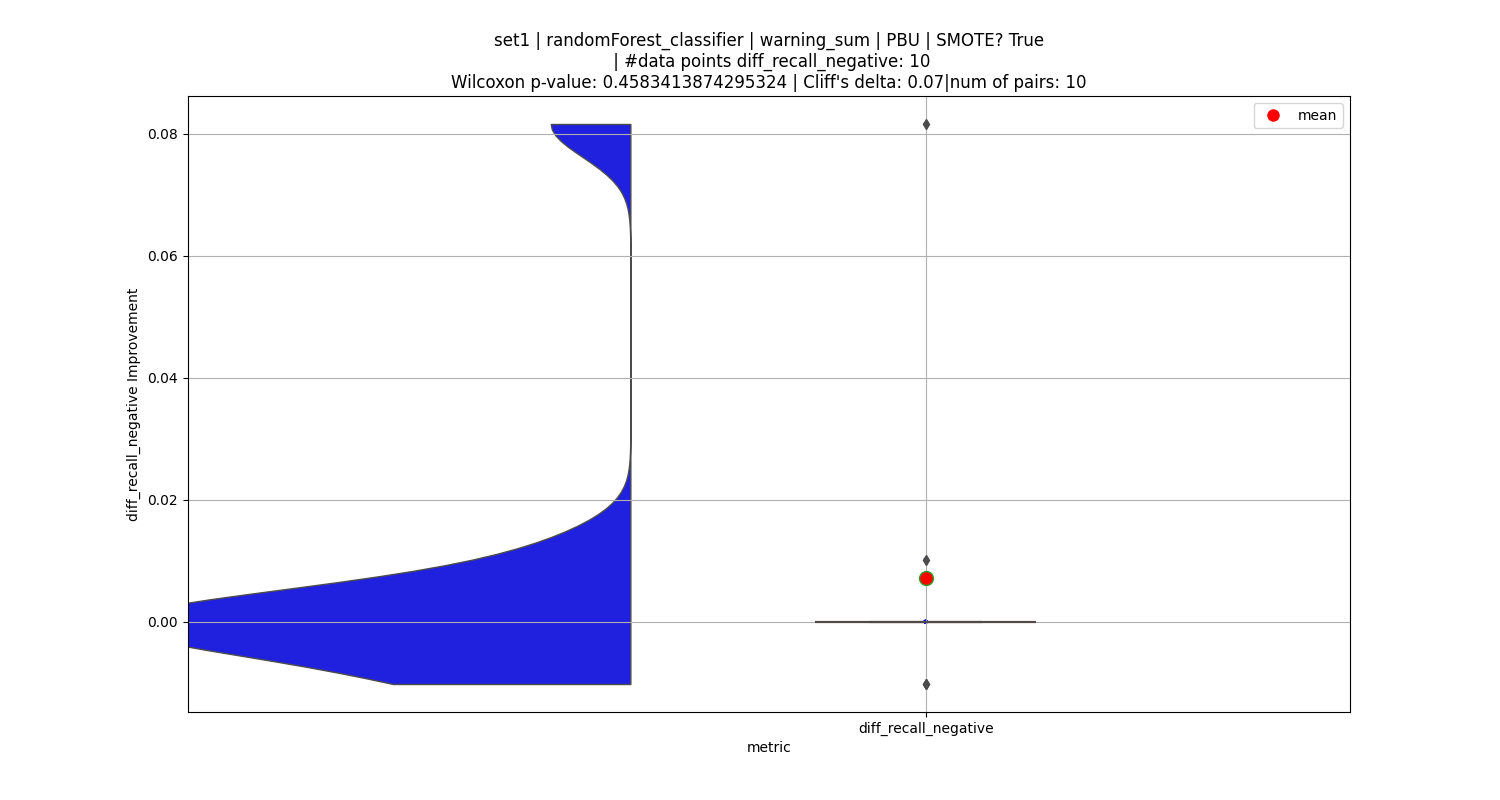 set1 | randomForest_classifier | warning_sum | PBU | SMOTE? True
| #data points diff_recall_negative: 10
Wilcoxon p-value: 0.4583413874295324 | Cliff's delta: 0.07|num of pairs: 10
mean
0.08
0.06
0.04
0.02
0.00
diff_recall_negative Improvement
diff_recall_negative
metric